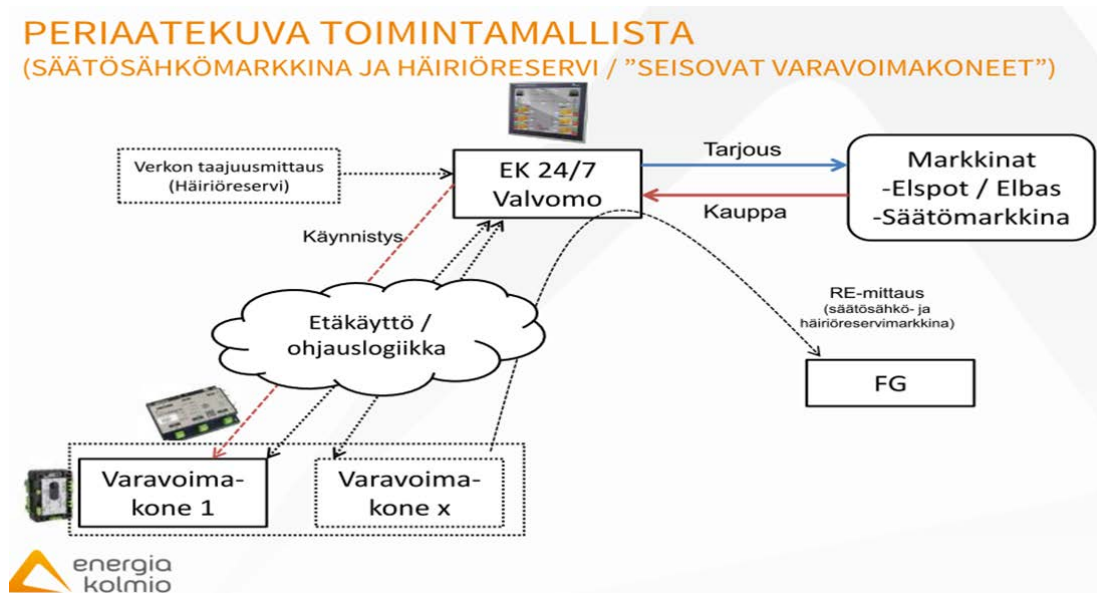 PERIAATEKUVA TOIMINTAMALLISTA
(SÄÄTÖSÄHKÖMARKKINA JA HÄIRIÖRESERVI / ”SEISOVAT VARAVOIMAKONEET”)
Verkon taajuusmittaus
(Häiriöreservi)
EK 24/7
Valvomo
Tarjous
Kauppa
Markkinat
-Elspot / Elbas
-Säätömarkkina
Käynnistys
Etäkäyttö /
ohjauslogiikka
RE-mittaus
(säätösähkö- ja
häiriöreservimarkkina)
FG
Varavoima-
kone 1
Varavoima-
kone x
energia
kolmio